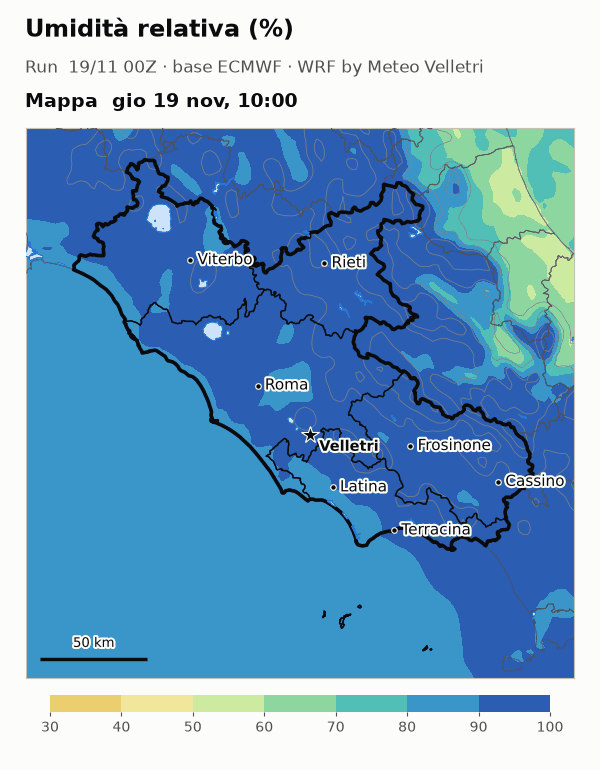 Umidità relativa (%)
Run  19/11 00Z · base ECMWF · WRF by Meteo Velletri
Mappa  gio 19 nov, 10:00
Viterbo
Rieti
Roma
Velletri
Frosinone
Cassino
Latina
Terracina
50 km
30 40 50 60 70 80 90 100